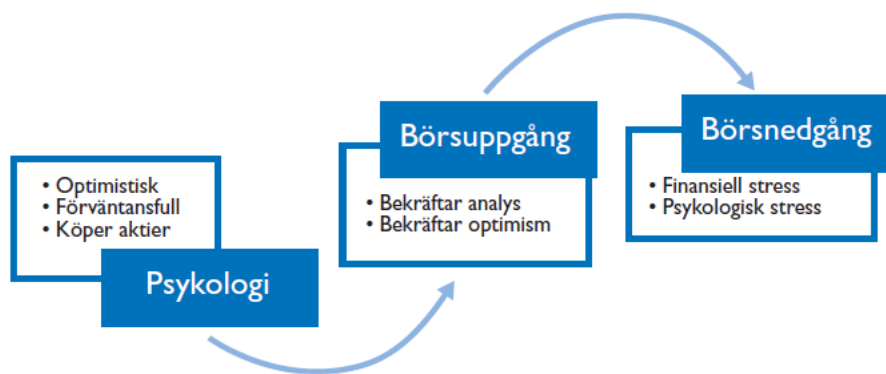 • Optimistisk
• Förväntansfull
• Köper aktier
Psykologi
Börsuppgång
• Bekräftar analys
• Bekräftar optimism
Börsnedgång
• Finansiell stress
• Psykologisk stress